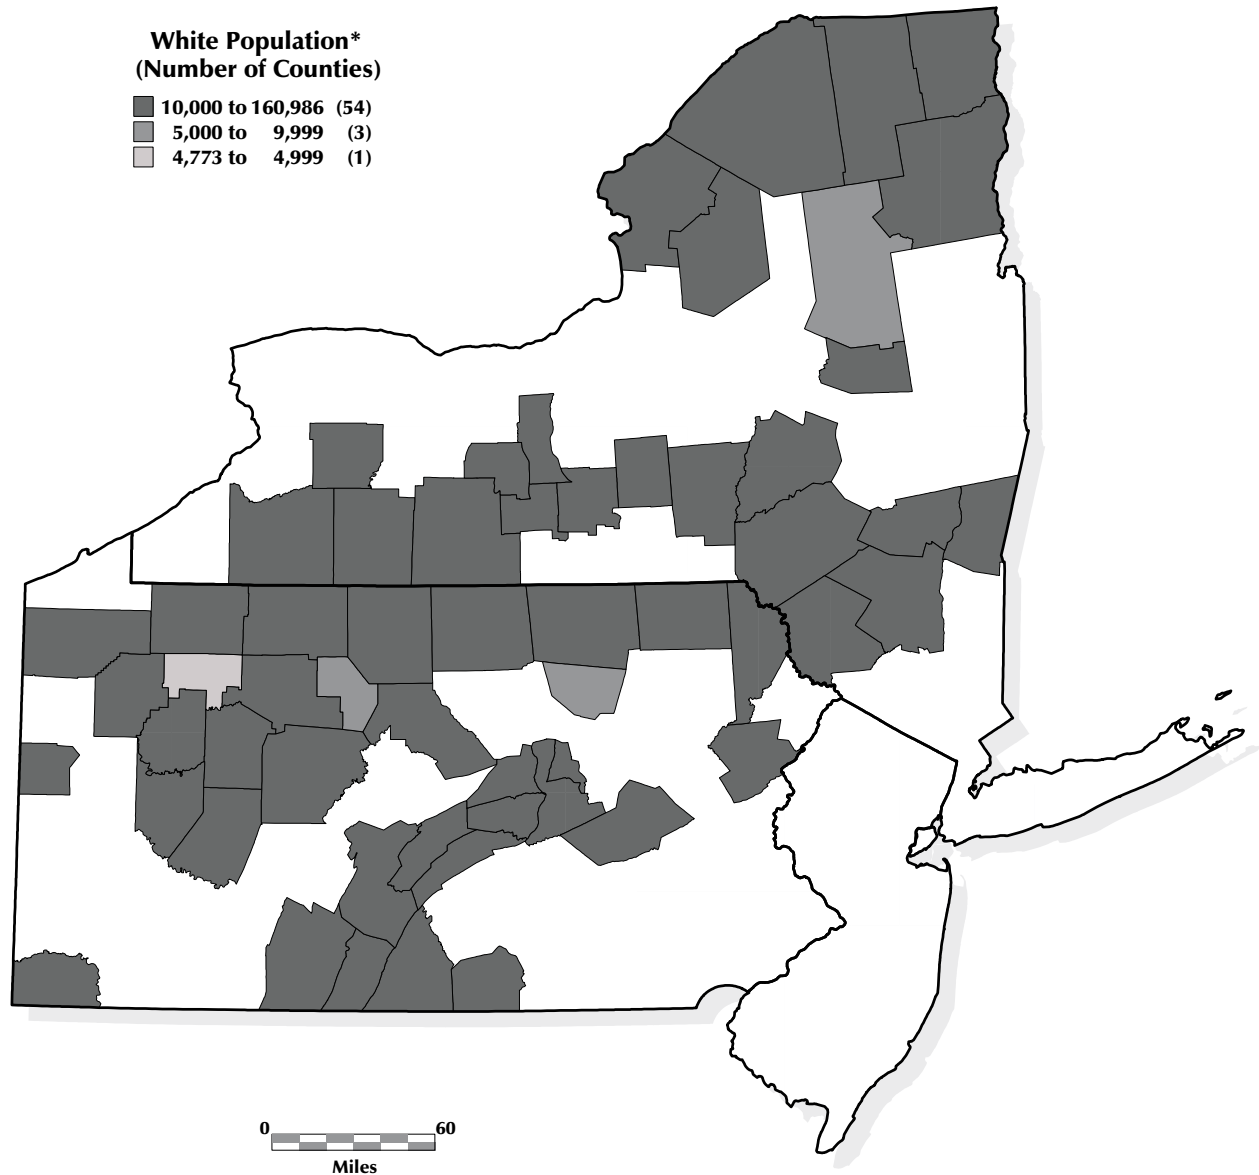 White Population*
(Number of Counties)
10,000 to 160,986 (54)
5,000 to 9,999 (3)
4,773 to 4,999 (1)
0 60
Miles